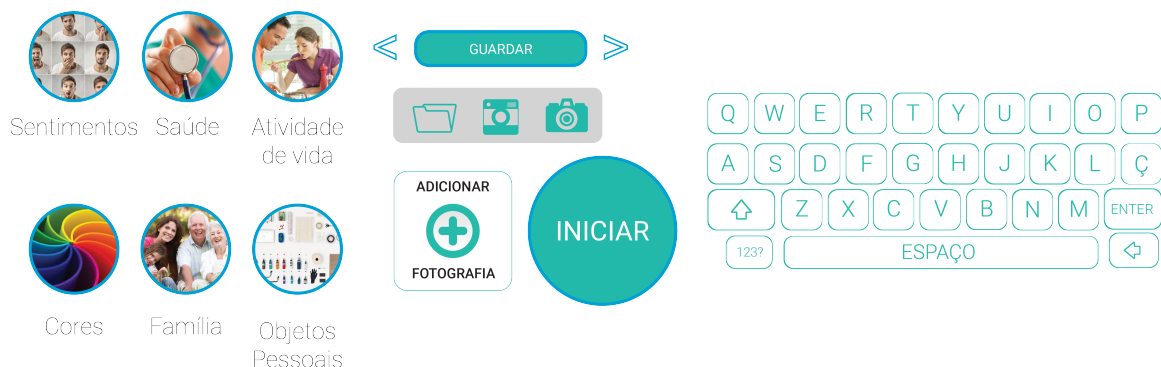 Sentimentos
Saúde
Atividade
de vida
Cores
Família
Objetos
Pessoais
GUARDAR
ADICIONAR
FOTOGRAFIA
INICIAR
Q W E R T Y U I O P
A S D F G H J K L Ç
Z X C V B N M ENTER
123? ESPAÇO